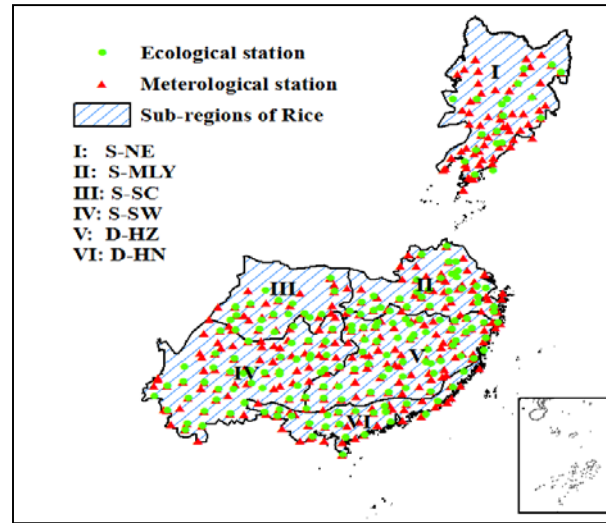 Ecological station
Meterological station
Sub-regions of Rice
I: S-NE
II: S-MLY
III: S-SC
IV: S-SW
V: D-HZ
VI: D-HN
I
II
III
IV
V
VI